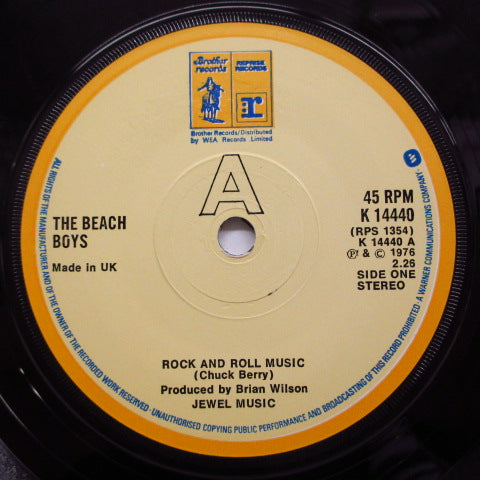 Brother records
REPRISE RECORDS
r
Brother Records/Distributed
by WEA Records Limited
A
THE BEACH
BOYS
Made in UK
45 RPM
K 14440
(RPS 1354)
K 14440 A
℗ & © 1976
2.26
SIDE ONE
STEREO
ROCK AND ROLL MUSIC
(Chuck Berry)
Produced by Brian Wilson
JEWEL MUSIC
ALL RIGHTS OF THE MANUFACTURER AND OF THE OWNER OF THE RECORDED WORK RESERVED · UNAUTHORISED COPYING PUBLIC PERFORMANCE AND BROADCASTING OF THIS RECORD PROHIBITED · A WARNER COMMUNICATIONS COMPANY ·